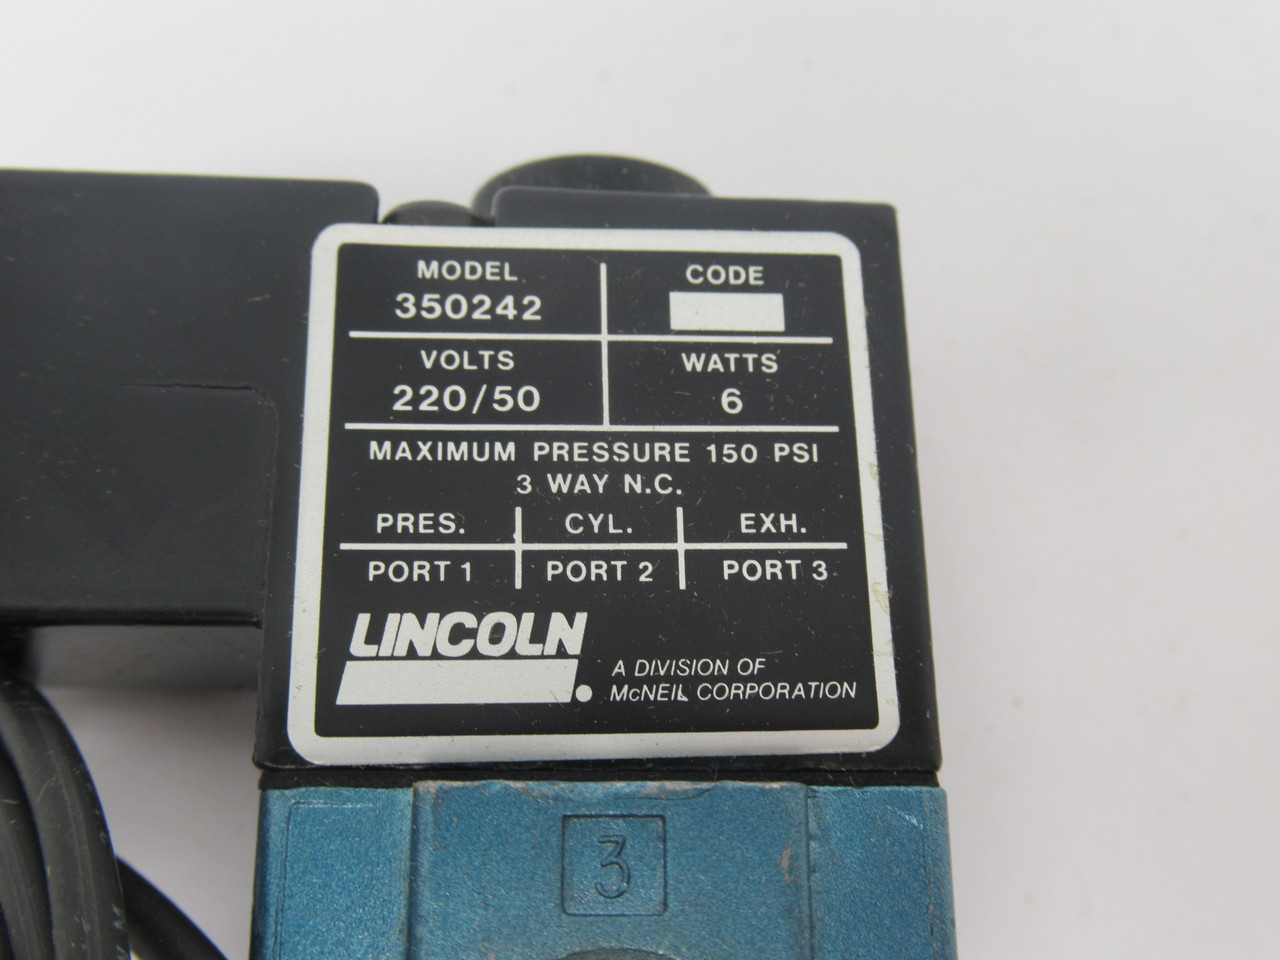 MODEL
350242
CODE
VOLTS
220/50
WATTS
6
MAXIMUM PRESSURE 150 PSI
3 WAY N.C.
PRES. CYL. EXH.
PORT 1 PORT 2 PORT 3
LINCOLN
A DIVISION OF
McNEIL CORPORATION
3